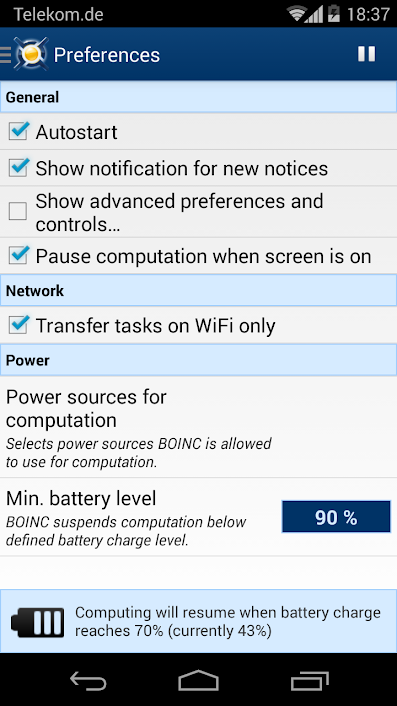 Telekom.de 18:37
Preferences
General
Autostart
Show notification for new notices
Show advanced preferences and
controls...
Pause computation when screen is on
Network
Transfer tasks on WiFi only
Power
Power sources for
computation
Selects power sources BOINC is allowed
to use for computation.
Min. battery level
BOINC suspends computation below
defined battery charge level.
90 %
Computing will resume when battery charge
reaches 70% (currently 43%)